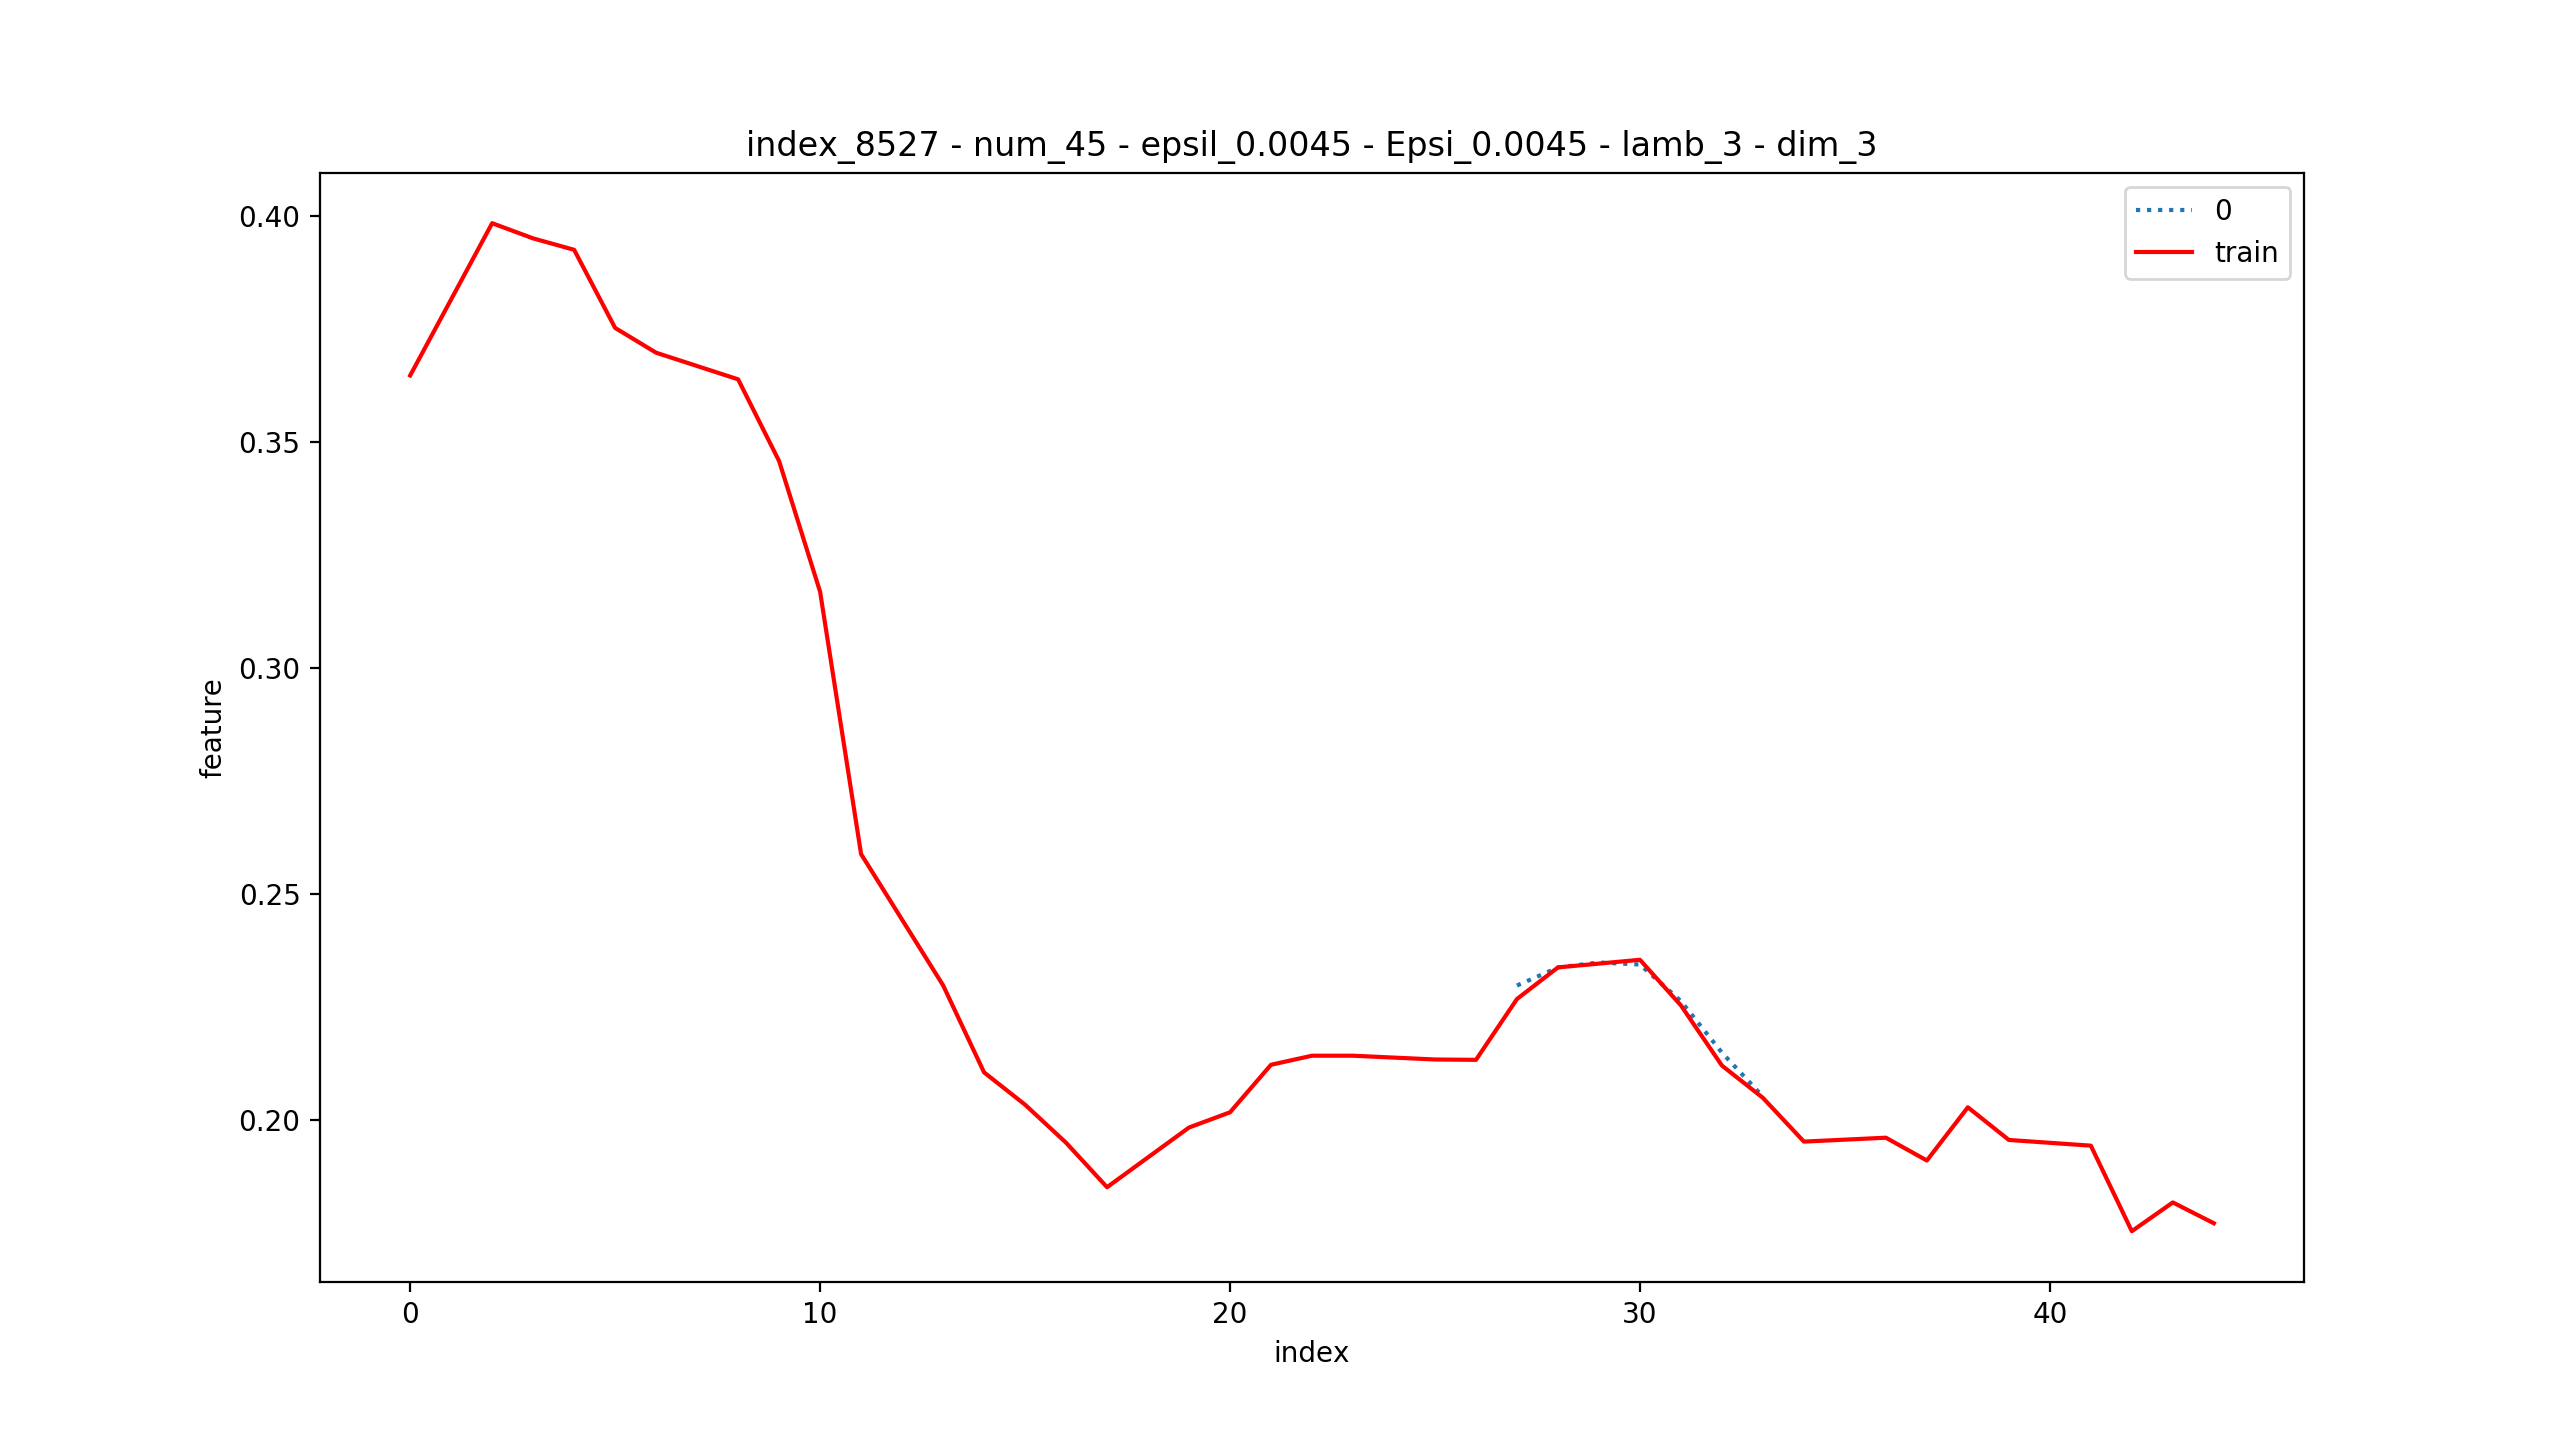 index_8527 - num_45 - epsil_0.0045 - Epsi_0.0045 - lamb_3 - dim_3
0
train
0.40
0.35
0.30
0.25
0.20
feature
0 10 20 30 40
index